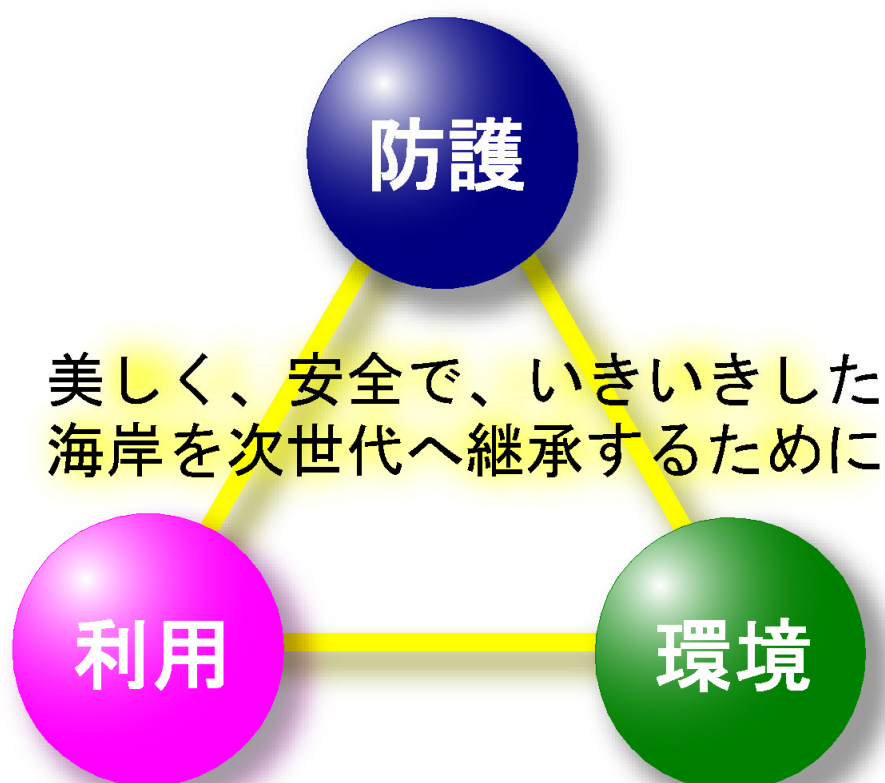 防護
美しく、安全で、いきいきした
海岸を次世代へ継承するために
利用
環境